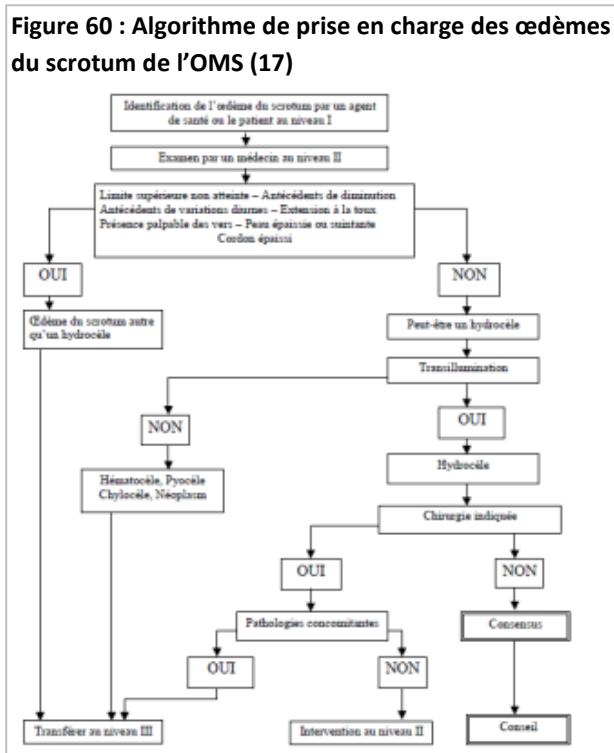 Figure 60 : Algorithme de prise en charge des œdèmes
du scrotum de l'OMS (17)
Identification de l'œdème du scrotum par un agent
de santé ou le patient au niveau I
Examen par un médecin au niveau II
Limite supérieure non atteinte – Antécédents de diminution
Antécédents de variations diurnes – Extension à la toux
Présence palpable des vers – Peau épaissie ou suintante
Cordon épaissi
OUI
NON
Œdème du scrotum autre
qu'un hydrocèle
Peut-être un hydrocèle
Transillumination
NON
OUI
Hématocèle, Pyocèle
Chylocèle, Néoplasm
Hydrocèle
Chirurgie indiquée
OUI
NON
Pathologies concomitantes
Consensus
OUI
NON
Transférer au niveau III
Intervention au niveau II
Conseil